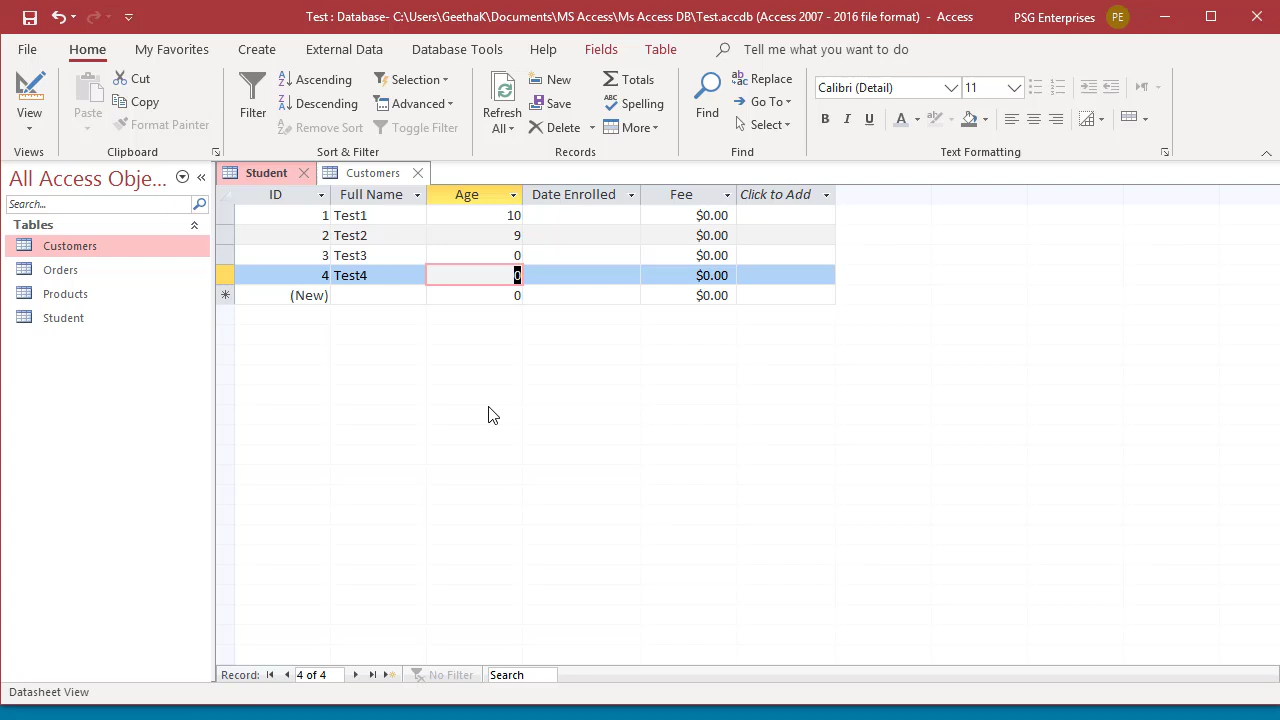 Test : Database- C:\Users\GeethaK\Documents\MS Access\Ms Access DB\Test.accdb (Access 2007 - 2016 file format) - Access
PSG Enterprises
PE
File Home My Favorites Create External Data Database Tools Help Fields Table Tell me what you want to do
View
Views
Paste
Cut
Copy
Format Painter
Clipboard
Filter
Ascending
Descending
Remove Sort
Selection
Advanced
Toggle Filter
Sort & Filter
Refresh
All
New
Save
Delete
Totals
Spelling
More
Records
Find
Replace
Go To
Select
Find
Calibri (Detail) 11
B I U A ab
Text Formatting
All Access Obje...
Search...
Tables
Customers
Orders
Products
Student
Student Customers
ID Full Name Age Date Enrolled Fee Click to Add
1 Test1 10 $0.00
2 Test2 9 $0.00
3 Test3 0 $0.00
4 Test4 0 $0.00
(New) 0 $0.00
Record: 4 of 4 No Filter Search
Datasheet View